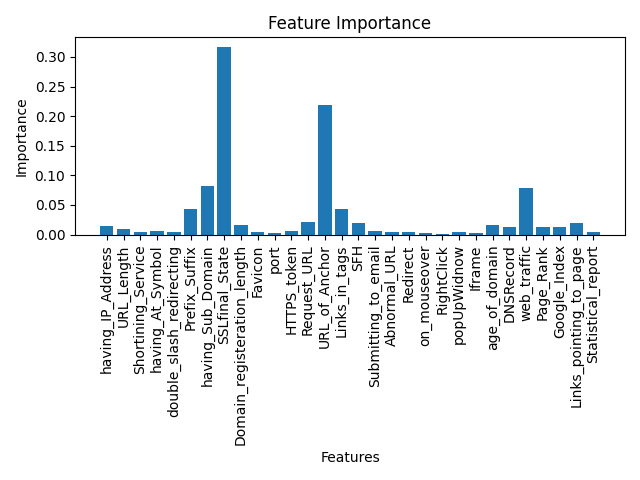 Feature Importance
0.30
0.25
0.20
0.15
0.10
0.05
0.00
Importance
having_IP_Address
URL_Length
Shortining_Service
having_At_Symbol
double_slash_redirecting
Prefix_Suffix
having_Sub_Domain
SSLfinal_State
Domain_registeration_length
Favicon
port
HTTPS_token
Request_URL
URL_of_Anchor
Links_in_tags
SFH
Submitting_to_email
Abnormal_URL
Redirect
on_mouseover
RightClick
popUpWidnow
Iframe
age_of_domain
DNSRecord
web_traffic
Page_Rank
Google_Index
Links_pointing_to_page
Statistical_report
Features